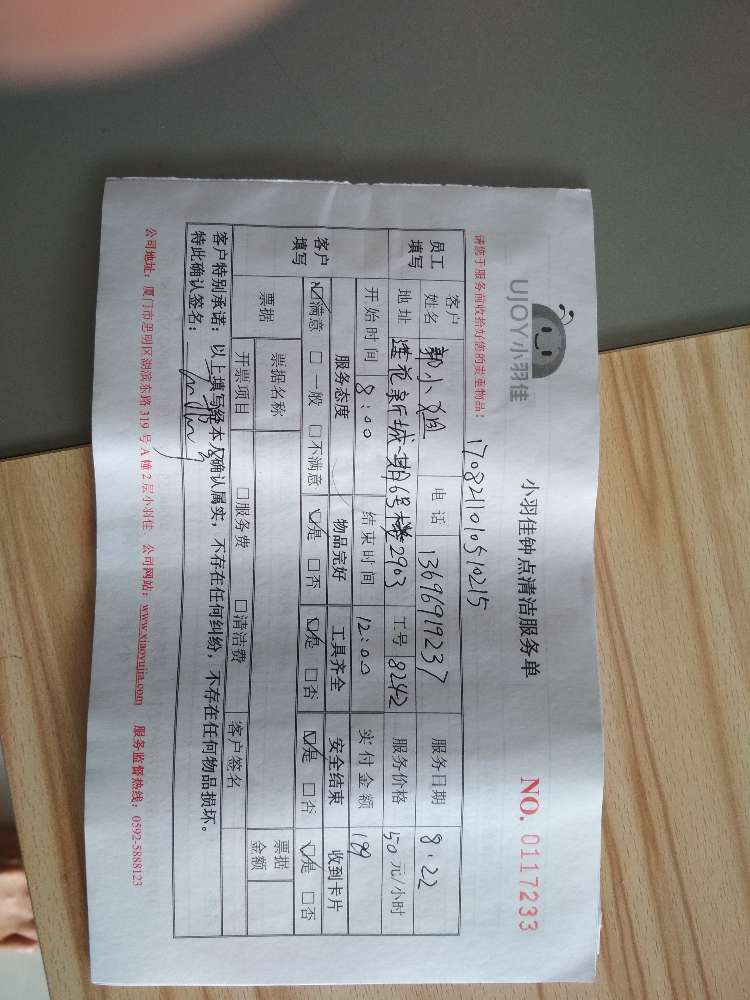 UJOY小羽佳
小羽佳钟点清洁服务单
NO. 0117233
请您于服务前收拾好您的贵重物品！
170821101510215
员工填写 客户姓名 郭小 电话 13696919237 服务日期 8.22
地址 莲花新城 2903 工号 8242 服务价格 50元/小时
开始时间 8:00 结束时间 12:00 实付金额 199
客户填写 服务态度 物品完好 工具齐全 安全结束 收到卡片
☑满意 □一般 □不满意 ☑是 □否 ☑是 □否 ☑是 □否 ☑是 □否
票据 票据名称 票据金额
开票项目 □服务费 □清洁费 客户签名
客户特别承诺：以上填写经本人确认属实，不存在任何纠纷，不存在任何物品损坏。
特此确认签名：
公司地址：厦门市思明区湖滨东路319号A幢2层小羽佳 公司网站：www.xiaoyujia.com 服务监督热线：0592-5888123